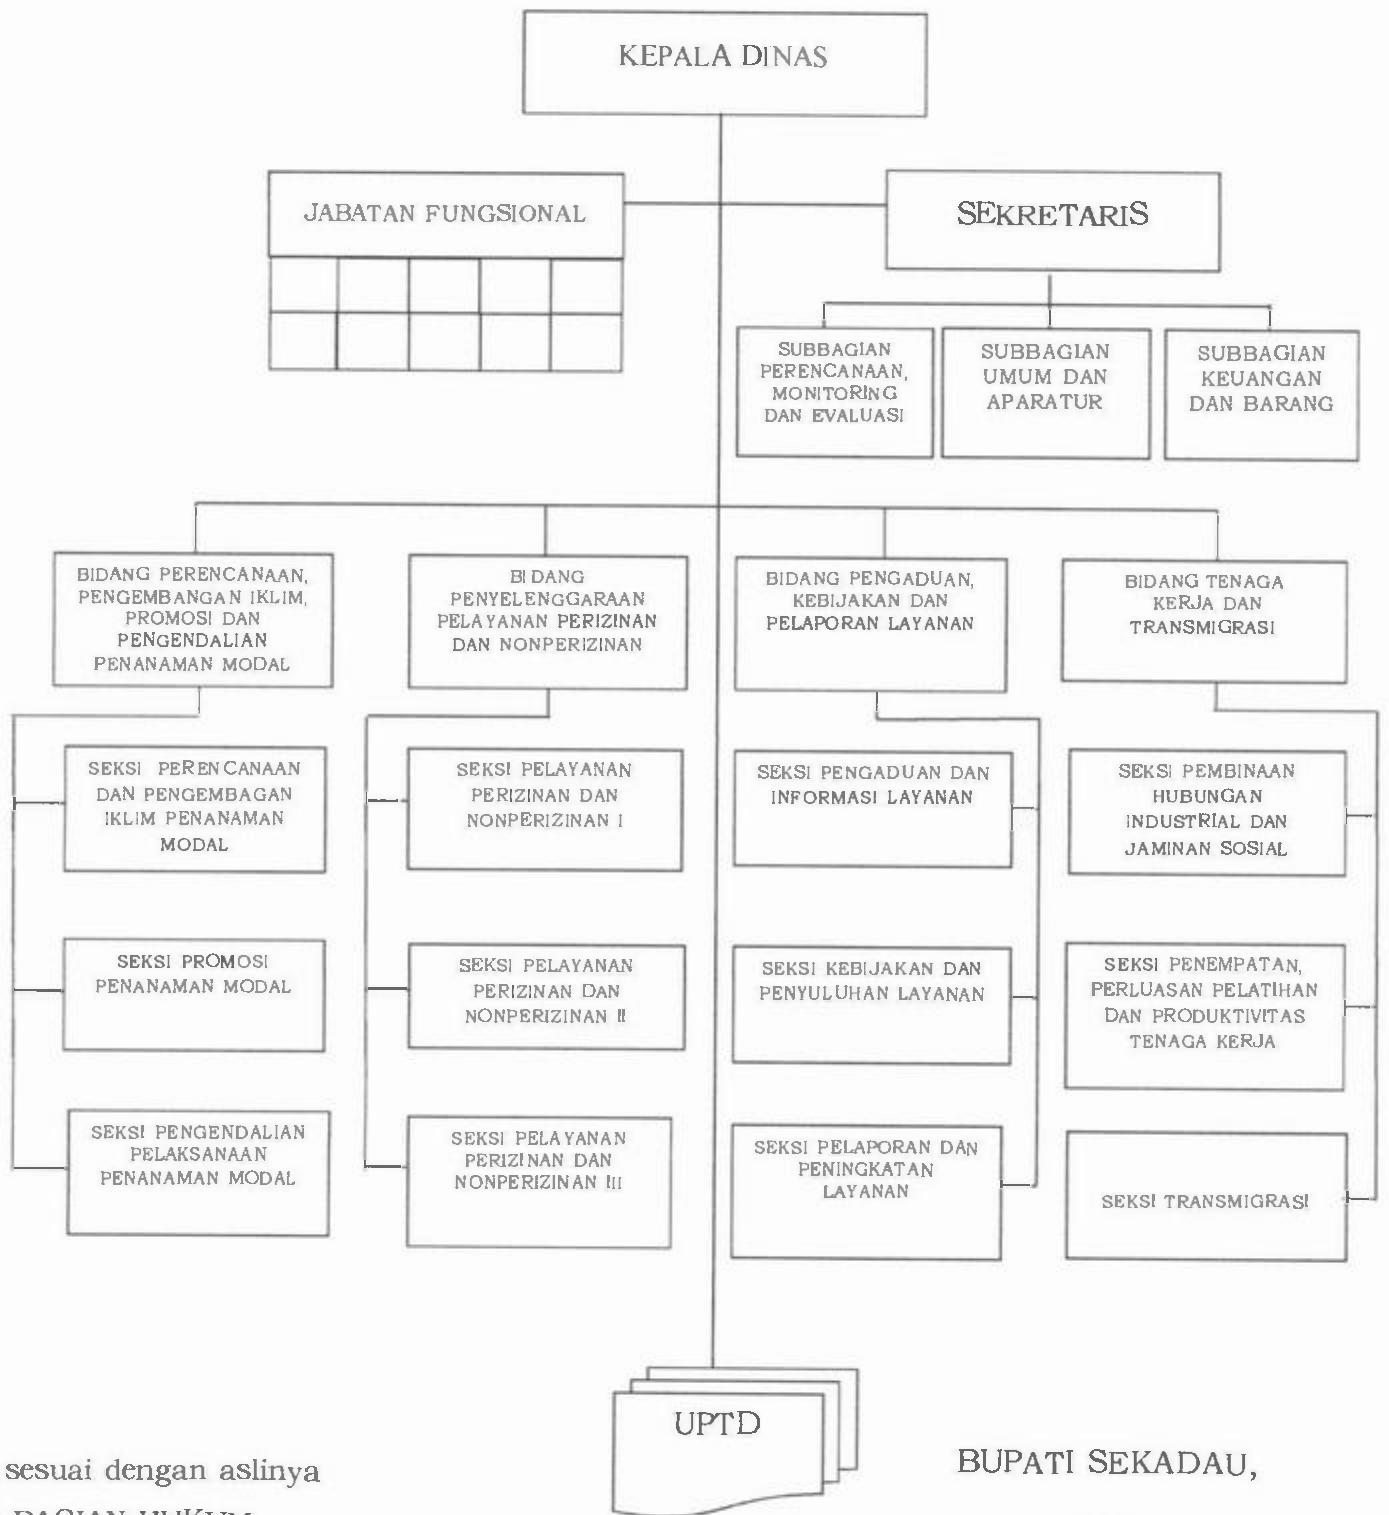 KEPALA DINAS
JABATAN FUNGSIONAL
SEKRETARIS
SUBBAGIAN
PERENCANAAN,
MONITORING
DAN EVALUASI
SUBBAGIAN
UMUM DAN
APARATUR
SUBBAGIAN
KEUANGAN
DAN BARANG
BIDANG PERENCANAAN,
PENGEMBANGAN IKLIM,
PROMOSI DAN
PENGENDALIAN
PENANAMAN MODAL
BIDANG
PENYELENGGARAAN
PELAYANAN PERIZINAN
DAN NONPERIZINAN
BIDANG PENGADUAN,
KEBIJAKAN DAN
PELAPORAN LAYANAN
BIDANG TENAGA
KERJA DAN
TRANSMIGRASI
SEKSI PERENCANAAN
DAN PENGEMBAGAN
IKLIM PENANAMAN
MODAL
SEKSI PELAYANAN
PERIZINAN DAN
NONPERIZINAN I
SEKSI PENGADUAN DAN
INFORMASI LAYANAN
SEKSI PEMBINAAN
HUBUNGAN
INDUSTRIAL DAN
JAMINAN SOSIAL
SEKSI PROMOSI
PENANAMAN MODAL
SEKSI PELAYANAN
PERIZINAN DAN
NONPERIZINAN II
SEKSI KEBIJAKAN DAN
PENYULUHAN LAYANAN
SEKSI PENEMPATAN,
PERLUASAN PELATIHAN
DAN PRODUKTIVITAS
TENAGA KERJA
SEKSI PENGENDALIAN
PELAKSANAAN
PENANAMAN MODAL
SEKSI PELAYANAN
PERIZINAN DAN
NONPERIZINAN III
SEKSI PELAPORAN DAN
PENINGKATAN
LAYANAN
SEKSI TRANSMIGRASI
UPTD
sesuai dengan aslinya
BUPATI SEKADAU,
BAGIAN HUKUM